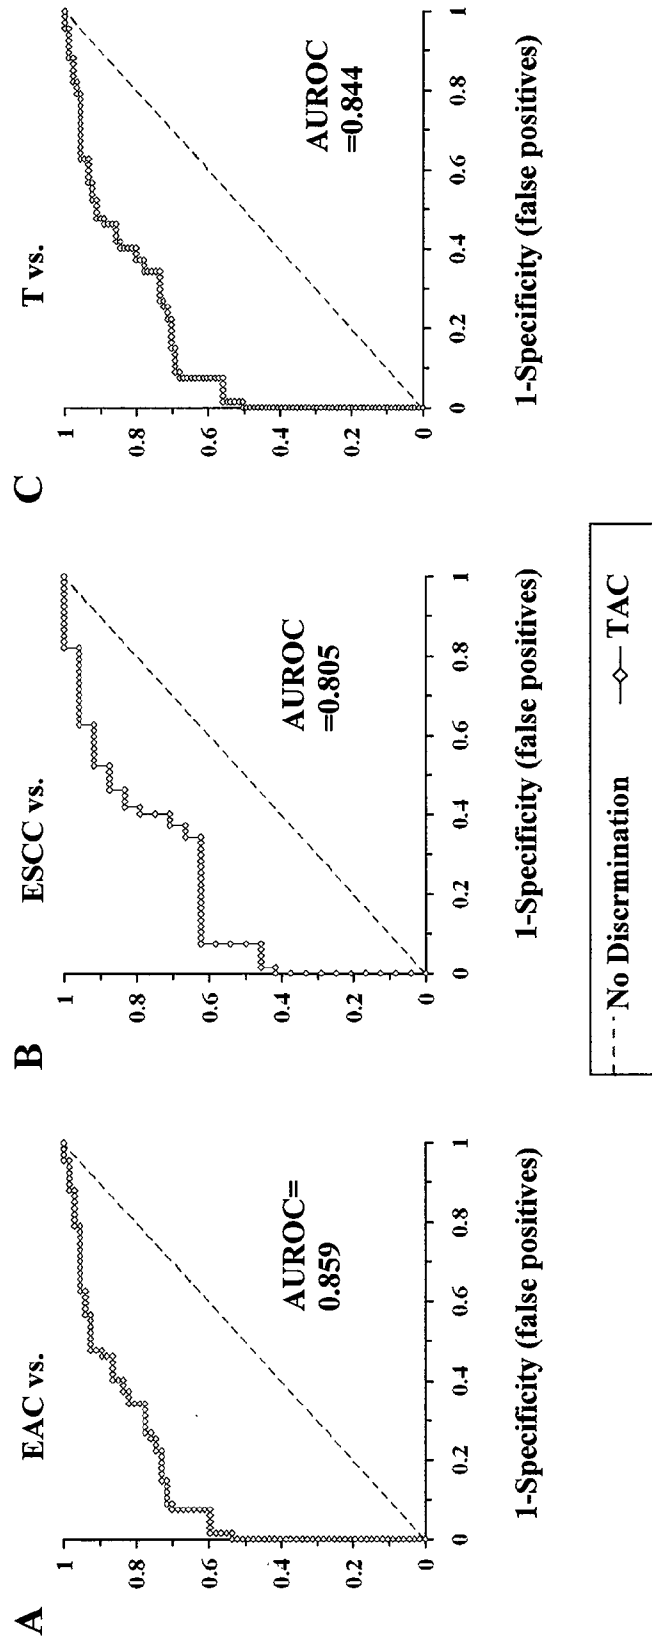 A
EAC vs.
1
0.8
0.6
0.4
0.2
0
AUROC=
0.859
0
0.2
0.4
0.6
0.8
1
1-Specificity (false positives)
B
ESCC vs.
1
0.8
0.6
0.4
0.2
0
AUROC
=0.805
0
0.2
0.4
0.6
0.8
1
1-Specificity (false positives)
C
T vs.
1
0.8
0.6
0.4
0.2
0
AUROC
=0.844
0
0.2
0.4
0.6
0.8
1
1-Specificity (false positives)
No Discrmination
TAC